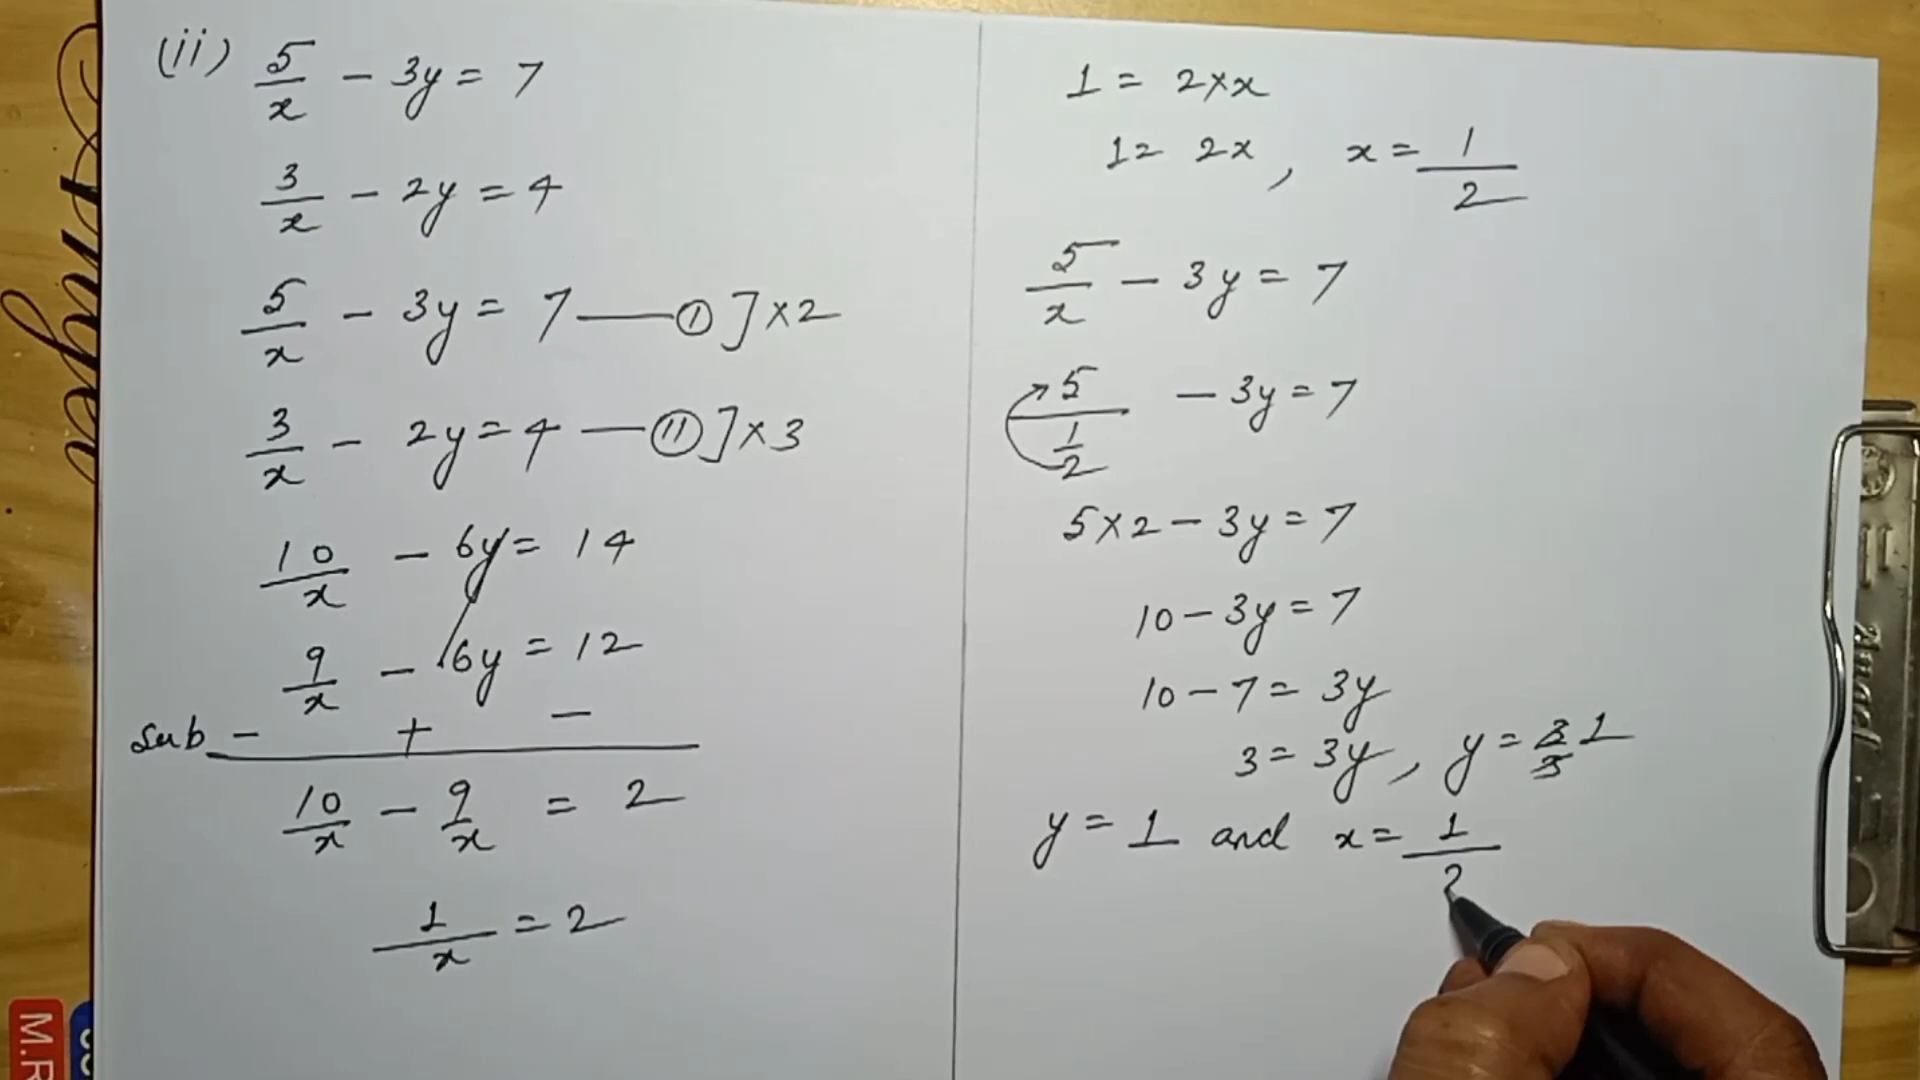 (ii) 5/x - 3y = 7
3/x - 2y = 4
5/x - 3y = 7 —— (I) ] ×2
3/x - 2y = 4 —— (II) ] ×3
10/x - 6y = 14
9/x - 6y = 12
Sub - + -
10/x - 9/x = 2
1/x = 2
1 = 2×x
1 = 2x , x = 1/2
5/x - 3y = 7
5/(1/2) - 3y = 7
5×2 - 3y = 7
10 - 3y = 7
10 - 7 = 3y
3 = 3y , y = 3/3 1
y = 1 and x = 1/2
M.R